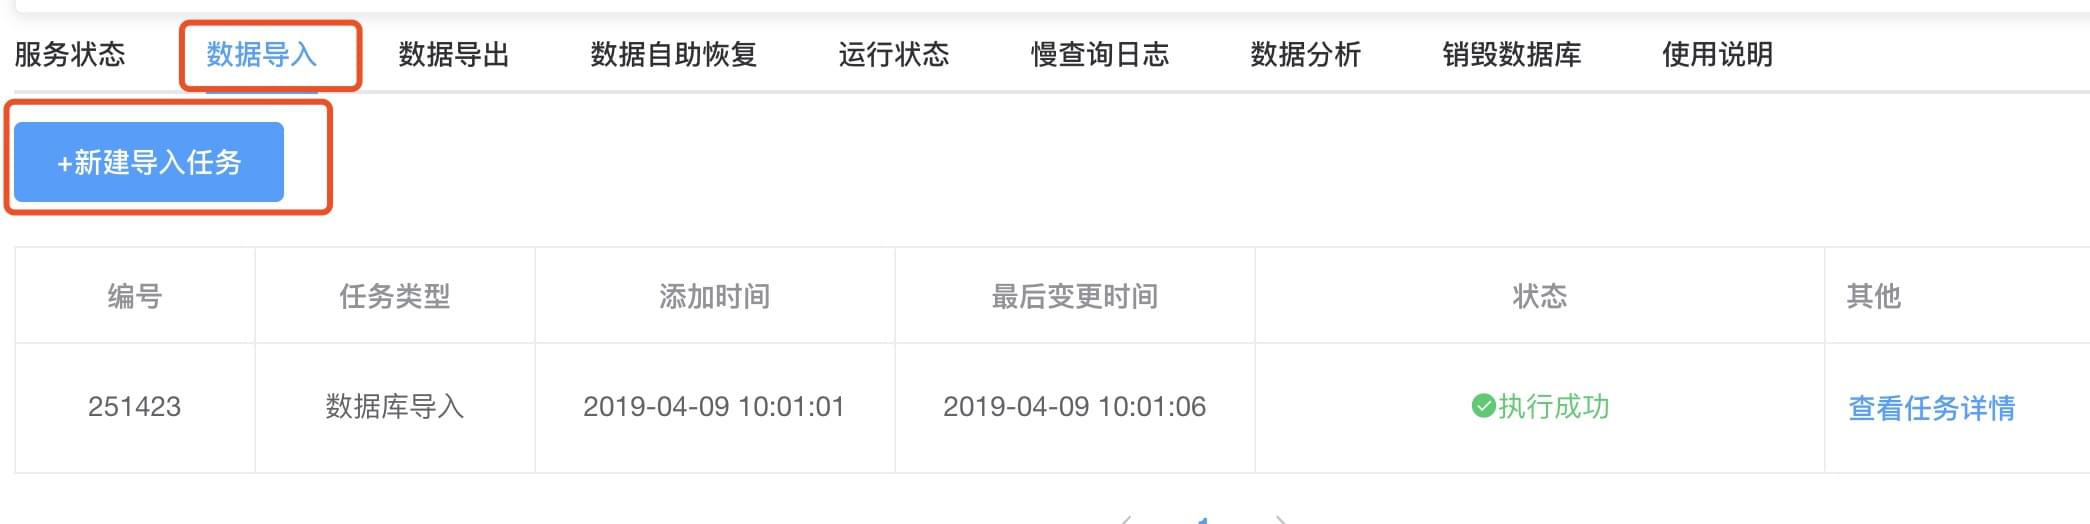 服务状态 数据导入 数据导出 数据自助恢复 运行状态 慢查询日志 数据分析 销毁数据库 使用说明
+新建导入任务
编号 任务类型 添加时间 最后变更时间 状态 其他
251423 数据库导入 2019-04-09 10:01:01 2019-04-09 10:01:06 执行成功 查看任务详情
1